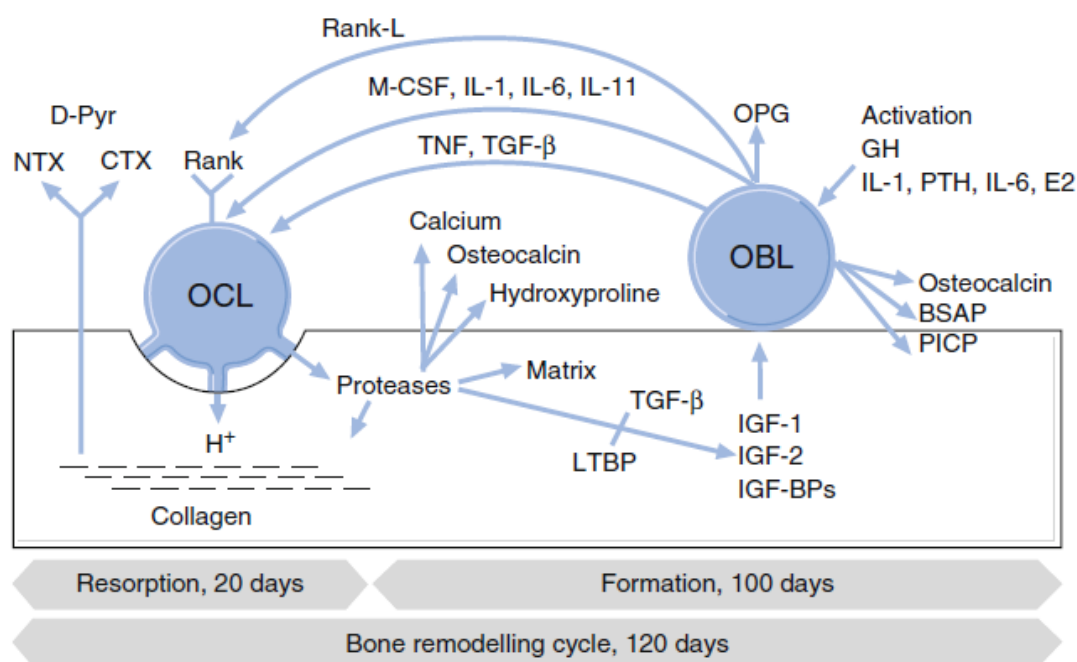 Rank-L
M-CSF, IL-1, IL-6, IL-11
TNF, TGF-β
D-Pyr
NTX
CTX
Rank
OPG
Activation
GH
IL-1, PTH, IL-6, E2
Calcium
Osteocalcin
Hydroxyproline
OCL
OBL
Osteocalcin
BSAP
PICP
Proteases
Matrix
TGF-β
LTBP
IGF-1
IGF-2
IGF-BPs
H⁺
Collagen
Resorption, 20 days
Formation, 100 days
Bone remodelling cycle, 120 days